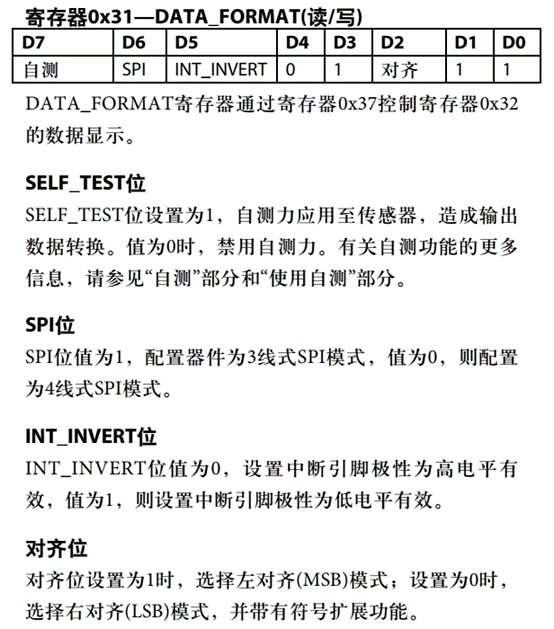 寄存器0x31—DATA_FORMAT(读/写)
D7 D6 D5 D4 D3 D2 D1 D0
自测 SPI INT_INVERT 0 1 对齐 1 1
DATA_FORMAT寄存器通过寄存器0x37控制寄存器0x32
的数据显示。
SELF_TEST位
SELF_TEST位设置为1，自测力应用至传感器，造成输出
数据转换。值为0时，禁用自测力。有关自测功能的更多
信息，请参见“自测”部分和“使用自测”部分。
SPI位
SPI位值为1，配置器件为3线式SPI模式，值为0，则配置
为4线式SPI模式。
INT_INVERT位
INT_INVERT位值为0，设置中断引脚极性为高电平有
效，值为1，则设置中断引脚极性为低电平有效。
对齐位
对齐位设置为1时，选择左对齐(MSB)模式；设置为0时，
选择右对齐(LSB)模式，并带有符号扩展功能。